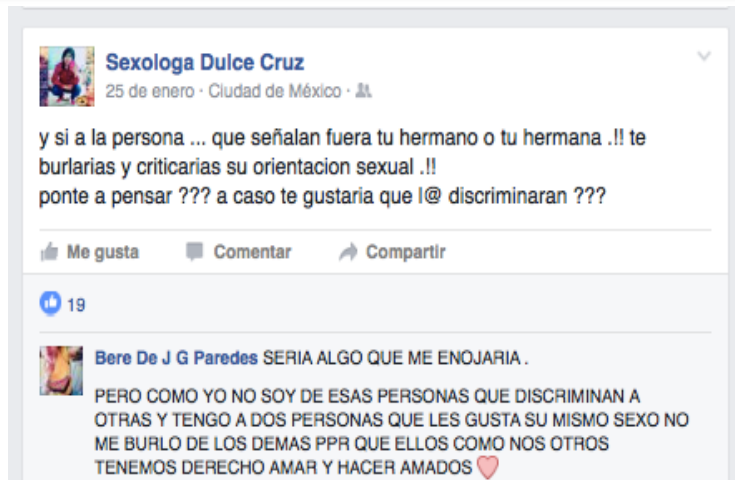 Sexologa Dulce Cruz
25 de enero · Ciudad de México ·
y si a la persona ... que señalan fuera tu hermano o tu hermana .!! te
burlarias y criticarias su orientacion sexual .!!
ponte a pensar ??? a caso te gustaria que l@ discriminaran ???
Me gusta Comentar Compartir
19
Bere De J G Paredes SERIA ALGO QUE ME ENOJARIA .
PERO COMO YO NO SOY DE ESAS PERSONAS QUE DISCRIMINAN A
OTRAS Y TENGO A DOS PERSONAS QUE LES GUSTA SU MISMO SEXO NO
ME BURLO DE LOS DEMAS PPR QUE ELLOS COMO NOS OTROS
TENEMOS DERECHO AMAR Y HACER AMADOS